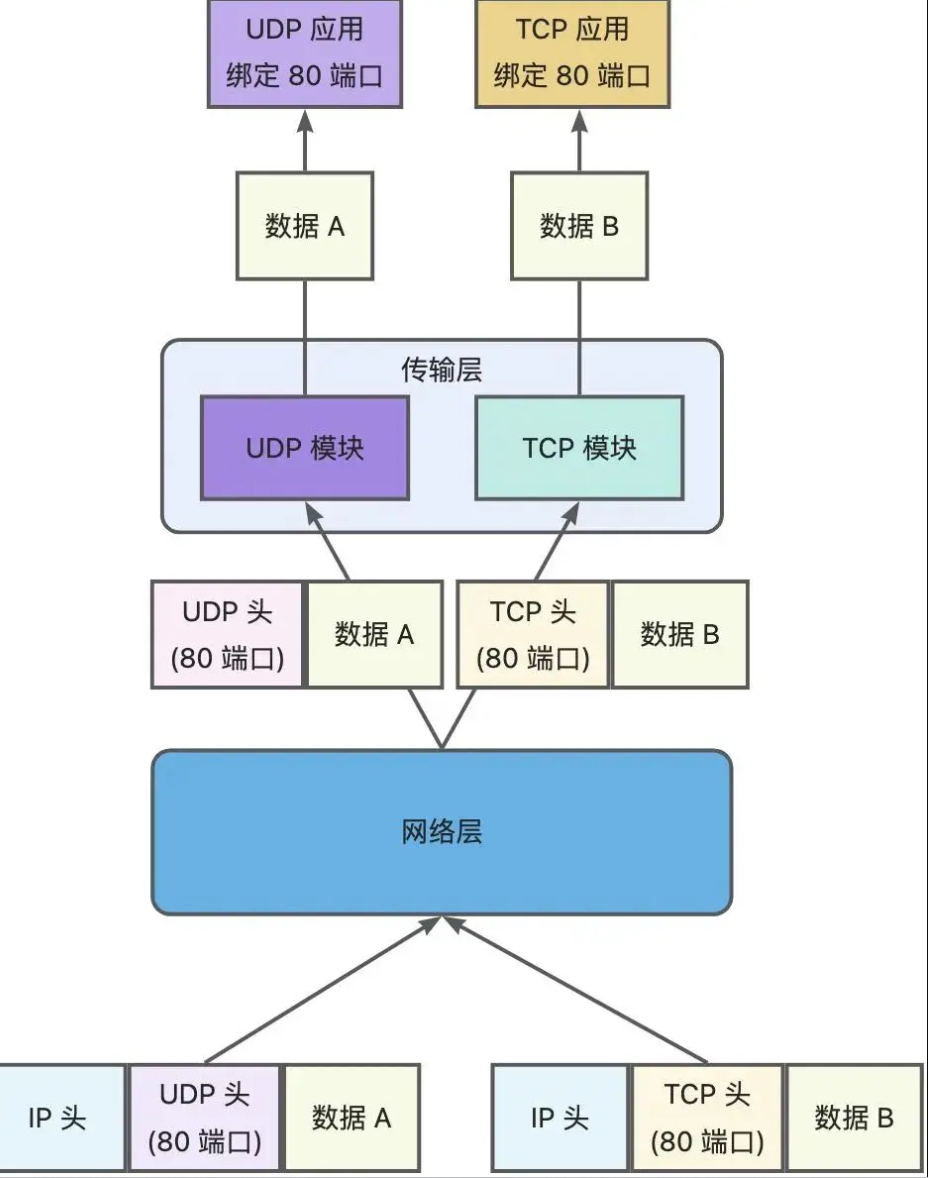 UDP 应用
绑定 80 端口
TCP 应用
绑定 80 端口
数据 A
数据 B
传输层
UDP 模块
TCP 模块
UDP 头
(80 端口)
数据 A
TCP 头
(80 端口)
数据 B
网络层
IP 头
UDP 头
(80 端口)
数据 A
IP 头
TCP 头
(80 端口)
数据 B